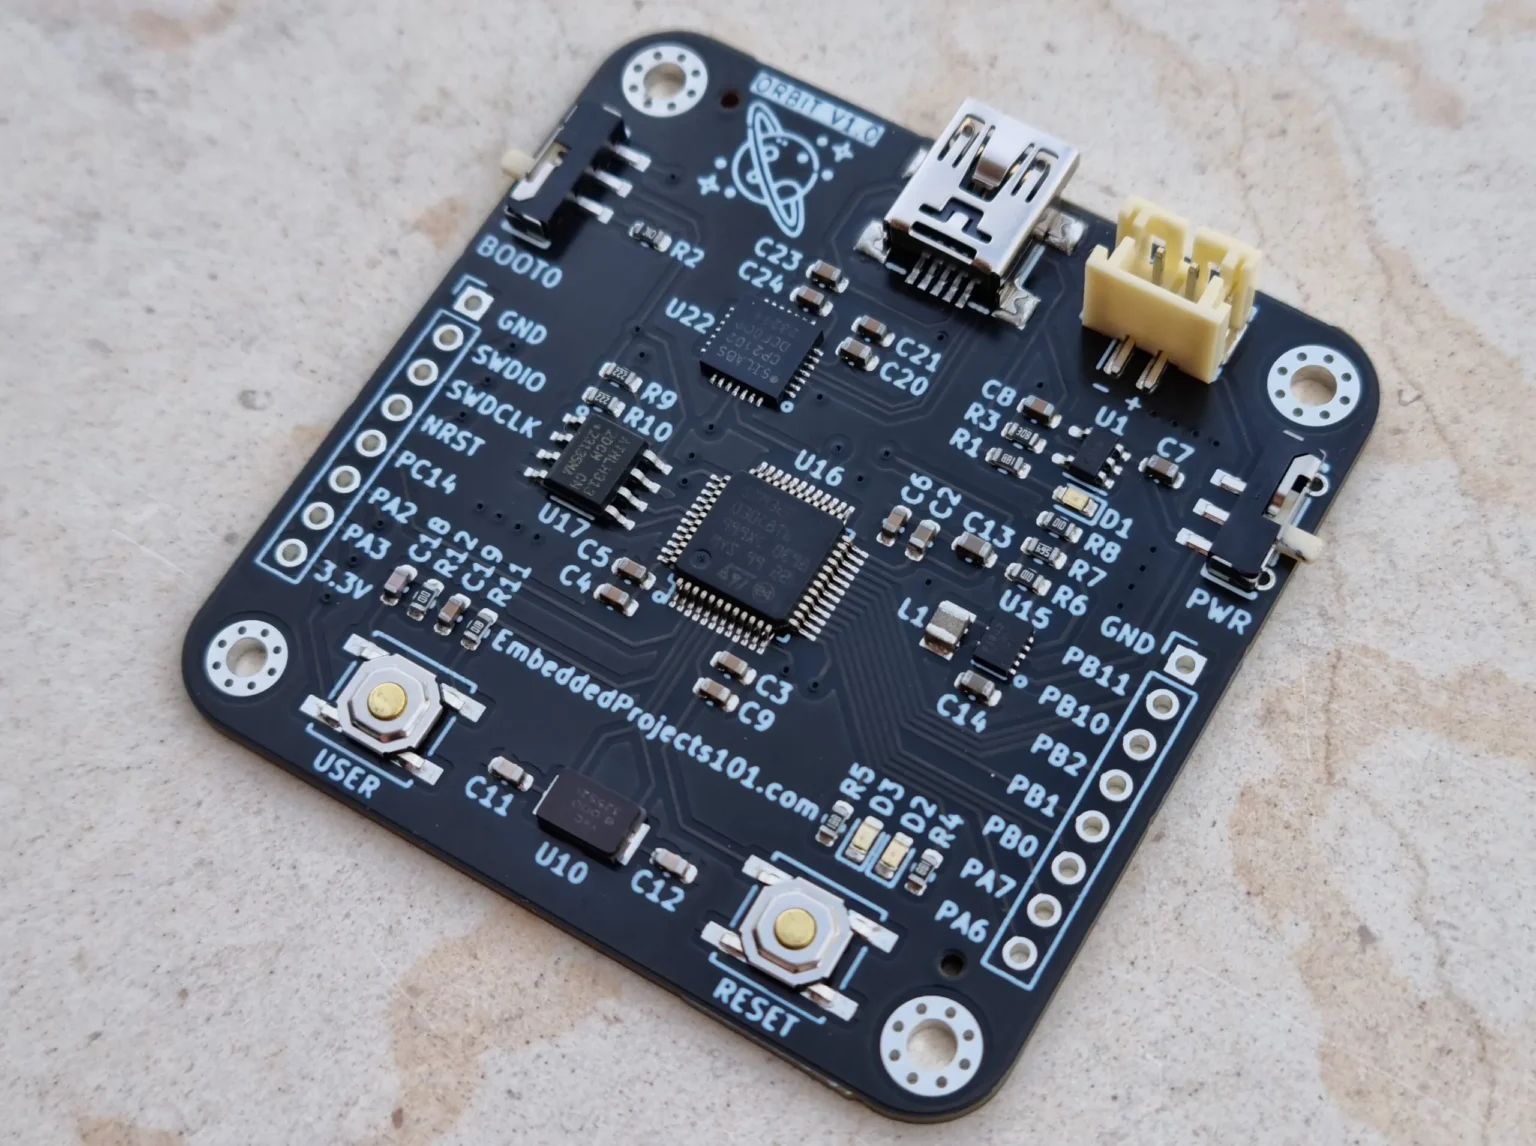 ORBIT V1.0
BOOT0
R2
C23
C24
U22
SILABS
CP2102
C21
C20
GND
SWDIO
SWDCLK
NRST
PC14
PA2
PA3
3.3V
R9
R10
ATMLH313
U17
U16
C5
C4
C6
C2
C13
C8
R3
R1
U1
C7
- +
D1
R8
R7
R6
U15
L1
C14
PWR
GND
PB11
PB10
PB2
PB1
PB0
PA7
PA6
C18
R12
C19
R11
C3
C9
EmbeddedProjects101.com
USER
C11
U10
C12
R5
D3
D2
R4
RESET